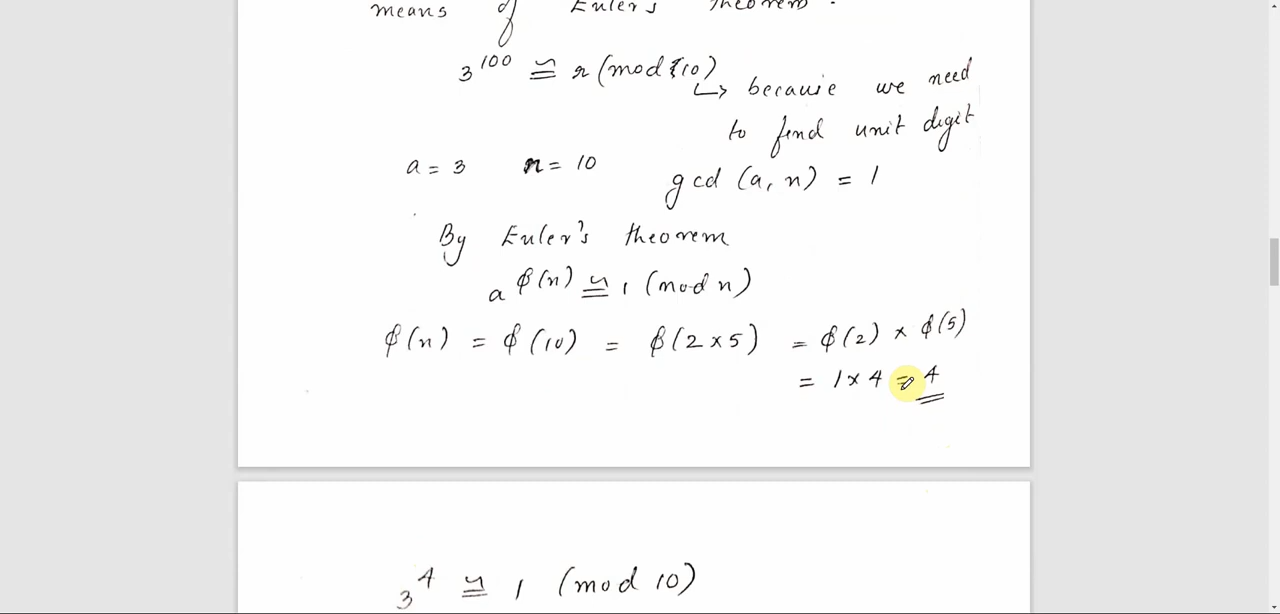 means of Euler's theorem.
3^100 ≅ r (mod 10)
↳ because we need
to find unit digit
a = 3 n = 10
gcd (a, n) = 1
By Euler's theorem
a^ϕ(n) ≅ 1 (mod n)
ϕ(n) = ϕ(10) = ϕ(2×5) = ϕ(2) × ϕ(5)
= 1 × 4 = 4
3^4 ≅ 1 (mod 10)